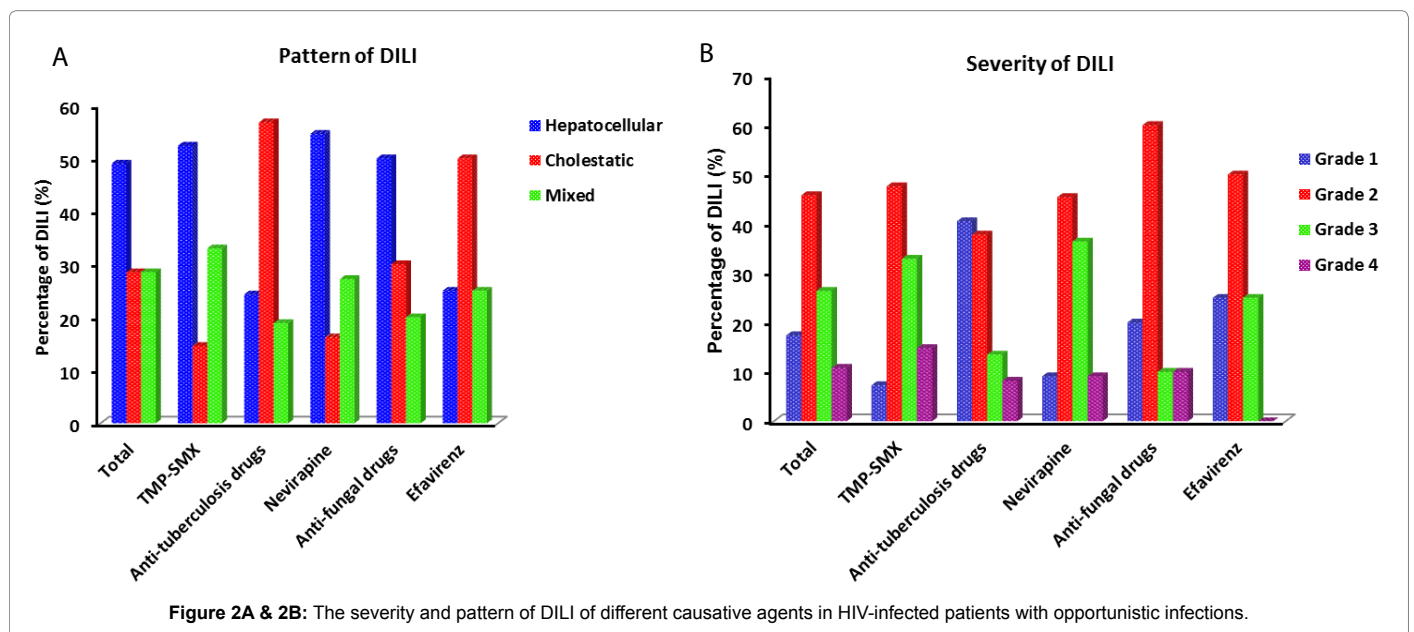 A
Pattern of DILI
Percentage of DILI (%)
60
50
40
30
20
10
0
Total
TMP-SMX
Anti-tuberculosis drugs
Nevirapine
Anti-fungal drugs
Efavirenz
Hepatocellular
Cholestatic
Mixed
B
Severity of DILI
Percentage of DILI (%)
70
60
50
40
30
20
10
0
Total
TMP-SMX
Anti-tuberculosis drugs
Nevirapine
Anti-fungal drugs
Efavirenz
Grade 1
Grade 2
Grade 3
Grade 4
Figure 2A & 2B: The severity and pattern of DILI of different causative agents in HIV-infected patients with opportunistic infections.